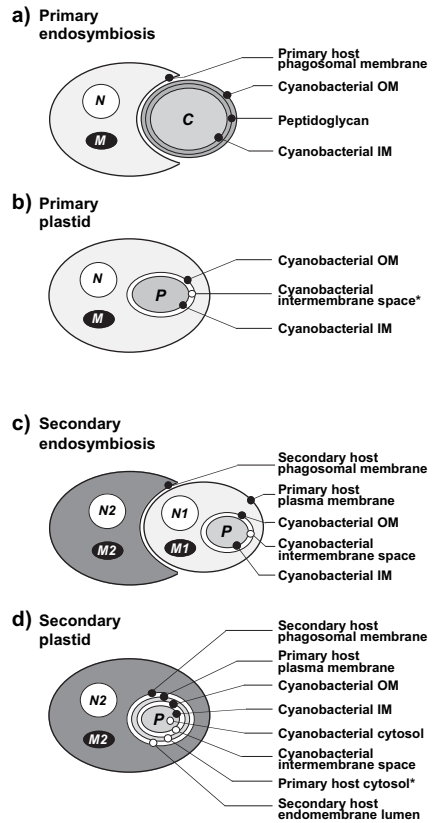 a) Primary
endosymbiosis
Primary host
phagosomal membrane
Cyanobacterial OM
Peptidoglycan
Cyanobacterial IM
N
M
C
b) Primary
plastid
Cyanobacterial OM
Cyanobacterial
intermembrane space*
Cyanobacterial IM
N
M
P
c) Secondary
endosymbiosis
Secondary host
phagosomal membrane
Primary host
plasma membrane
Cyanobacterial OM
Cyanobacterial
intermembrane space
Cyanobacterial IM
N2
M2
N1
M1
P
d) Secondary
plastid
Secondary host
phagosomal membrane
Primary host
plasma membrane
Cyanobacterial OM
Cyanobacterial IM
Cyanobacterial cytosol
Cyanobacterial
intermembrane space
Primary host cytosol*
Secondary host
endomembrane lumen
N2
M2
P